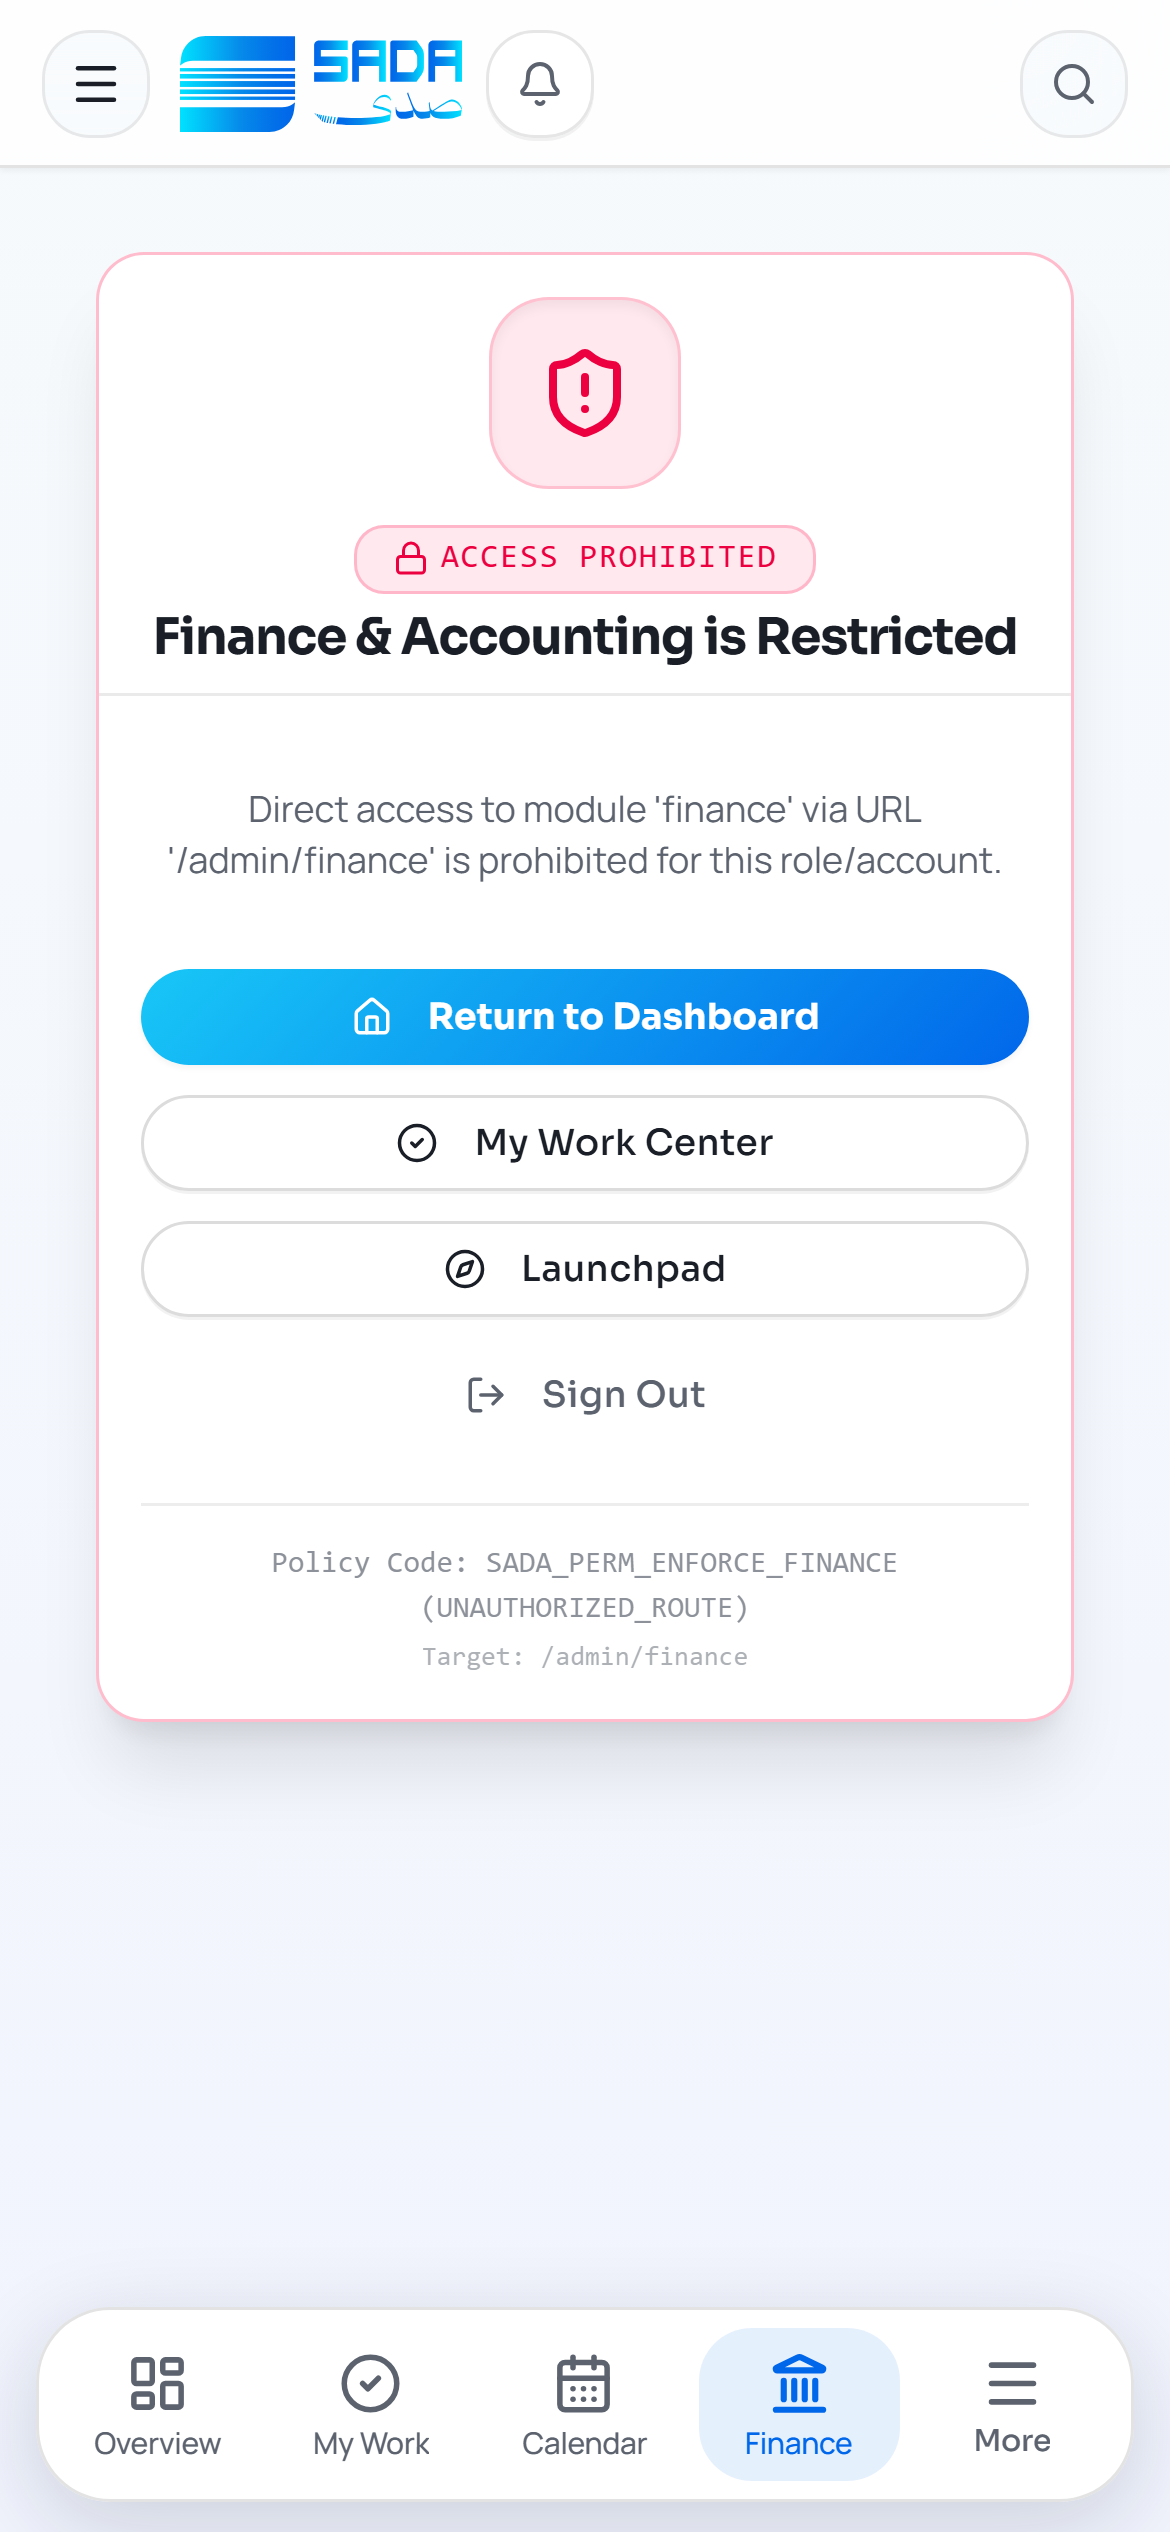 SADA
صدى
ACCESS PROHIBITED
Finance & Accounting is Restricted
Direct access to module 'finance' via URL
'/admin/finance' is prohibited for this role/account.
Return to Dashboard
My Work Center
Launchpad
Sign Out
Policy Code: SADA_PERM_ENFORCE_FINANCE
(UNAUTHORIZED_ROUTE)
Target: /admin/finance
Overview
My Work
Calendar
Finance
More